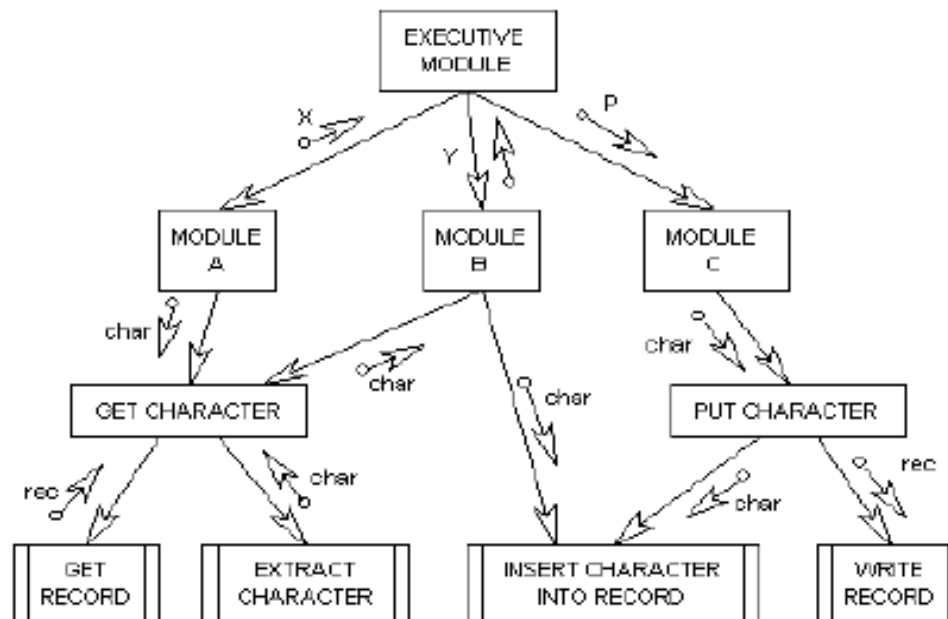 EXECUTIVE
MODULE
X
P
Y
MODULE
A
MODULE
B
MODULE
C
char
char
char
char
GET CHARACTER
PUT CHARACTER
rec
char
char
rec
GET
RECORD
EXTRACT
CHARACTER
INSERT CHARACTER
INTO RECORD
WRITE
RECORD